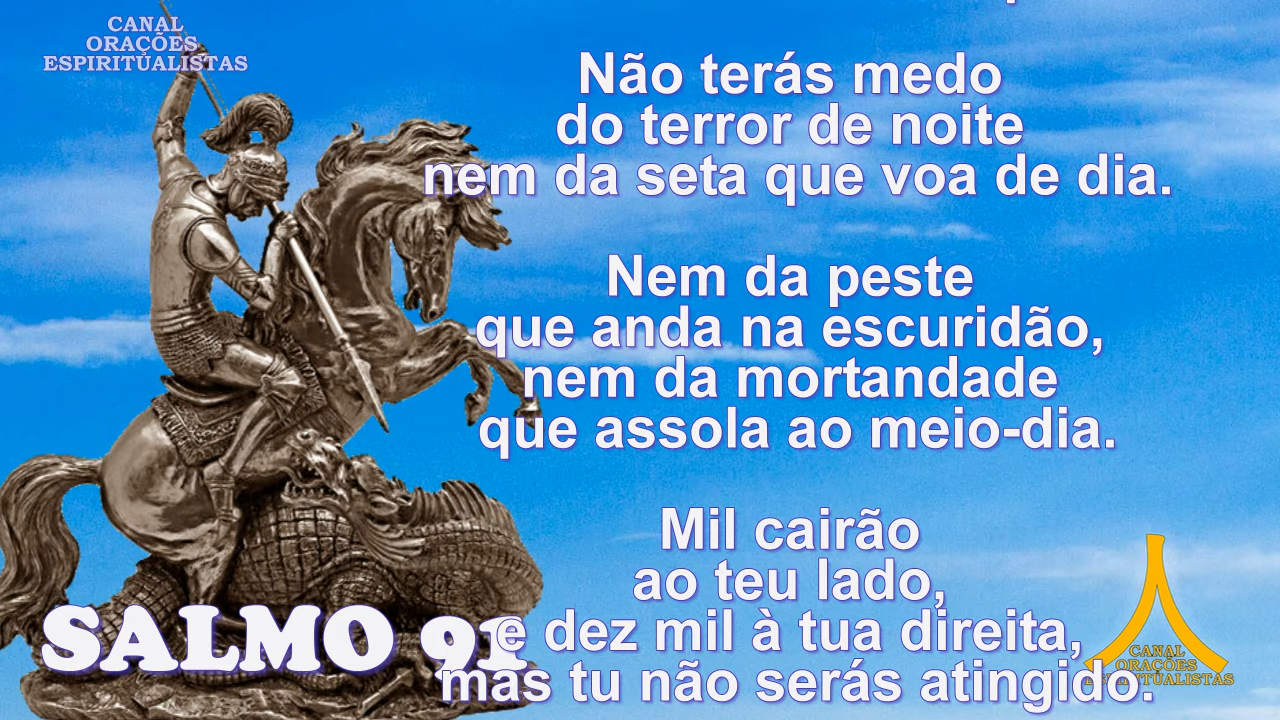 CANAL
ORAÇÕES
ESPIRITUALISTAS
Não terás medo
do terror de noite
nem da seta que voa de dia.
Nem da peste
que anda na escuridão,
nem da mortandade
que assola ao meio-dia.
Mil cairão
ao teu lado,
e dez mil à tua direita,
mas tu não serás atingido.
SALMO 91
CANAL
ORAÇÕES
ESPIRITUALISTAS